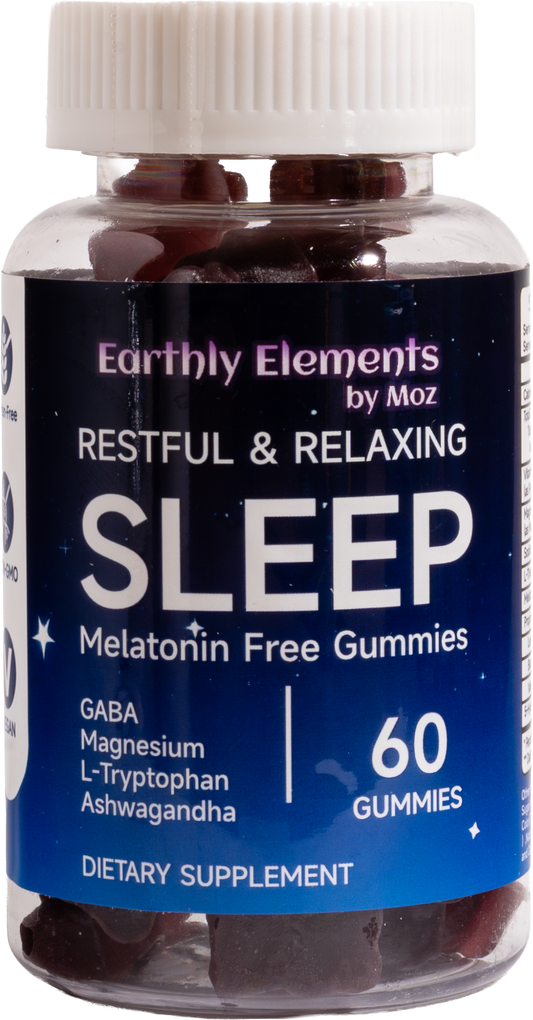 Earthly Elements
by Moz
RESTFUL & RELAXING
SLEEP
Melatonin Free Gummies
GABA
Magnesium
L-Tryptophan
Ashwagandha
60
GUMMIES
DIETARY SUPPLEMENT